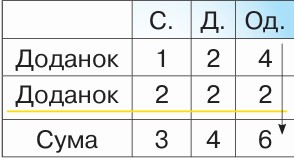 С. Д. Од.
Доданок 1 2 4
Доданок 2 2 2
Сума 3 4 6